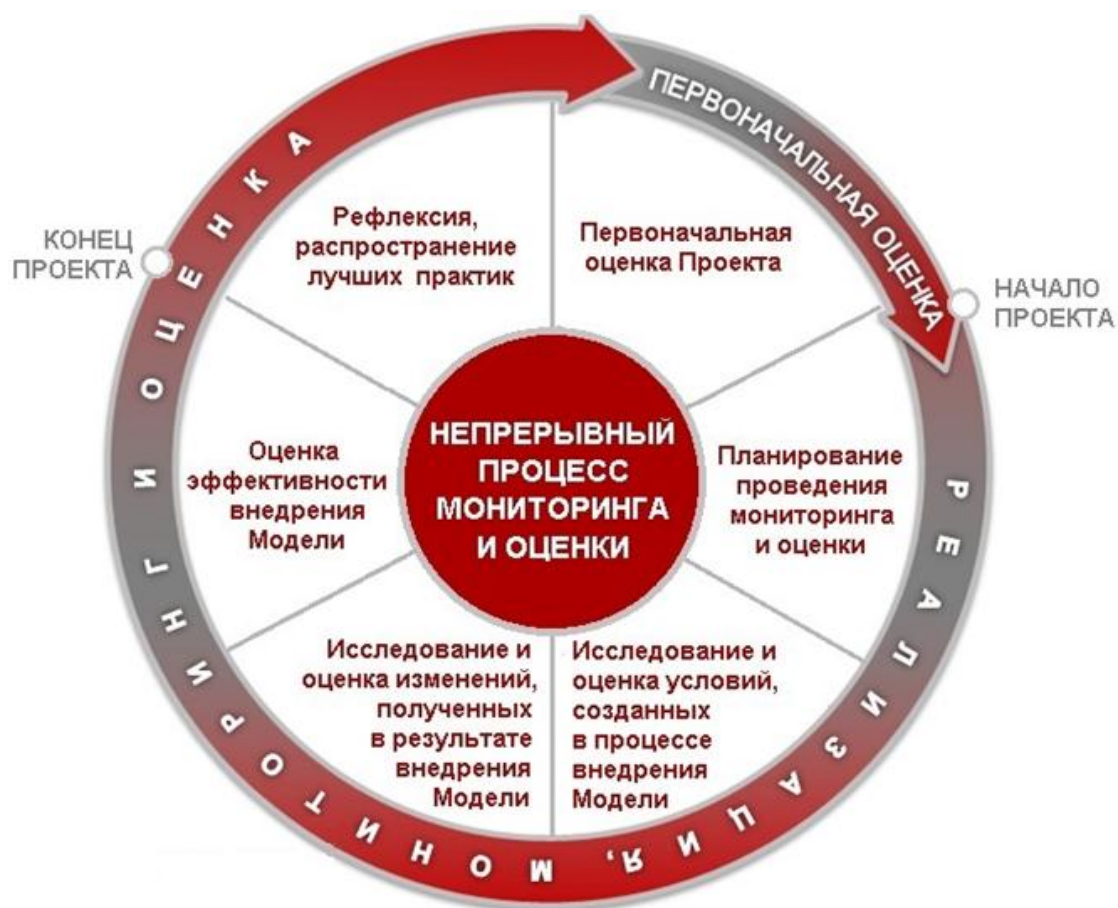 ПЕРВОНАЧАЛЬНАЯ ОЦЕНКА
НАЧАЛО
ПРОЕКТА
РЕАЛИЗАЦИЯ, МОНИТОРИНГ И ОЦЕНКА
КОНЕЦ
ПРОЕКТА
Первоначальная
оценка Проекта
Планирование
проведения
мониторинга
и оценки
Исследование и
оценка условий,
созданных
в процессе
внедрения
Модели
Исследование и
оценка изменений,
полученных
в результате
внедрения
Модели
Оценка
эффективности
внедрения
Модели
Рефлексия,
распространение
лучших практик
НЕПРЕРЫВНЫЙ
ПРОЦЕСС
МОНИТОРИНГА
И ОЦЕНКИ